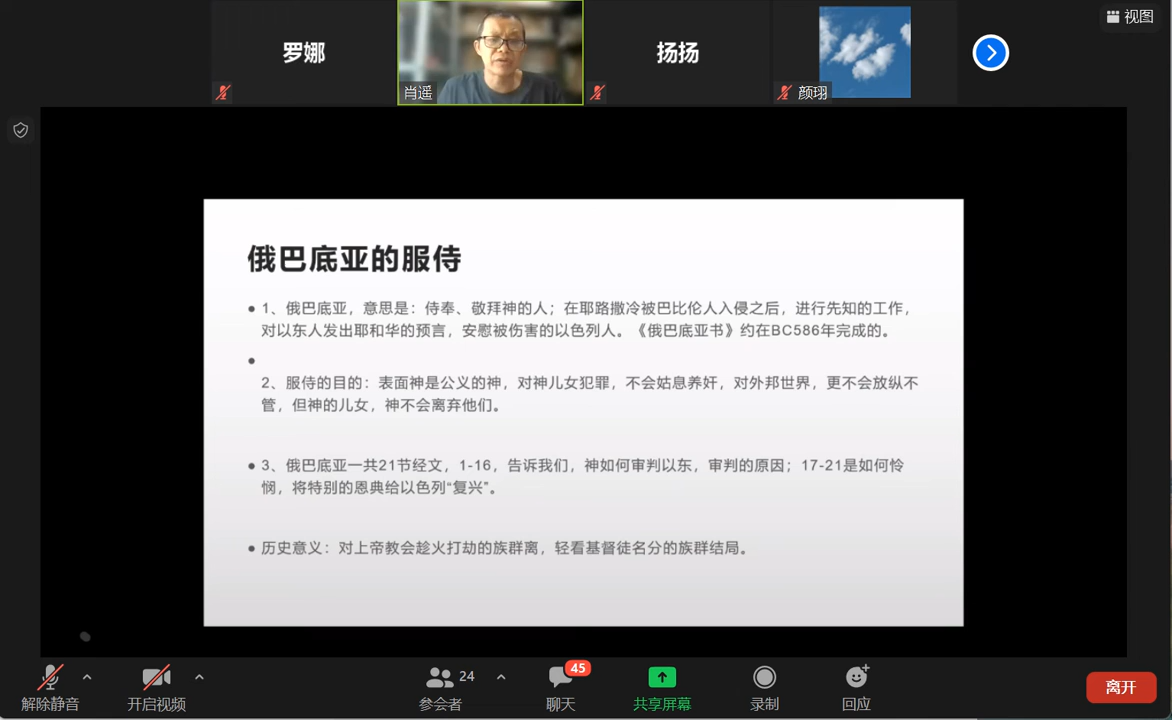 视图
罗娜
肖遥
扬扬
颜珝
俄巴底亚的服侍
1、俄巴底亚，意思是：侍奉、敬拜神的人；在耶路撒冷被巴比伦人入侵之后，进行先知的工作，
对以东人发出耶和华的预言，安慰被伤害的以色列人。《俄巴底亚书》约在BC586年完成的。
2、服侍的目的：表面神是公义的神，对神儿女犯罪，不会姑息养奸，对外邦世界，更不会放纵不
管，但神的儿女，神不会离弃他们。
3、俄巴底亚一共21节经文，1-16，告诉我们，神如何审判以东，审判的原因；17-21是如何怜
悯，将特别的恩典给以色列“复兴”。
历史意义：对上帝教会趁火打劫的族群离，轻看基督徒名分的族群结局。
24
45
解除静音
开启视频
参会者
聊天
共享屏幕
录制
回应
离开